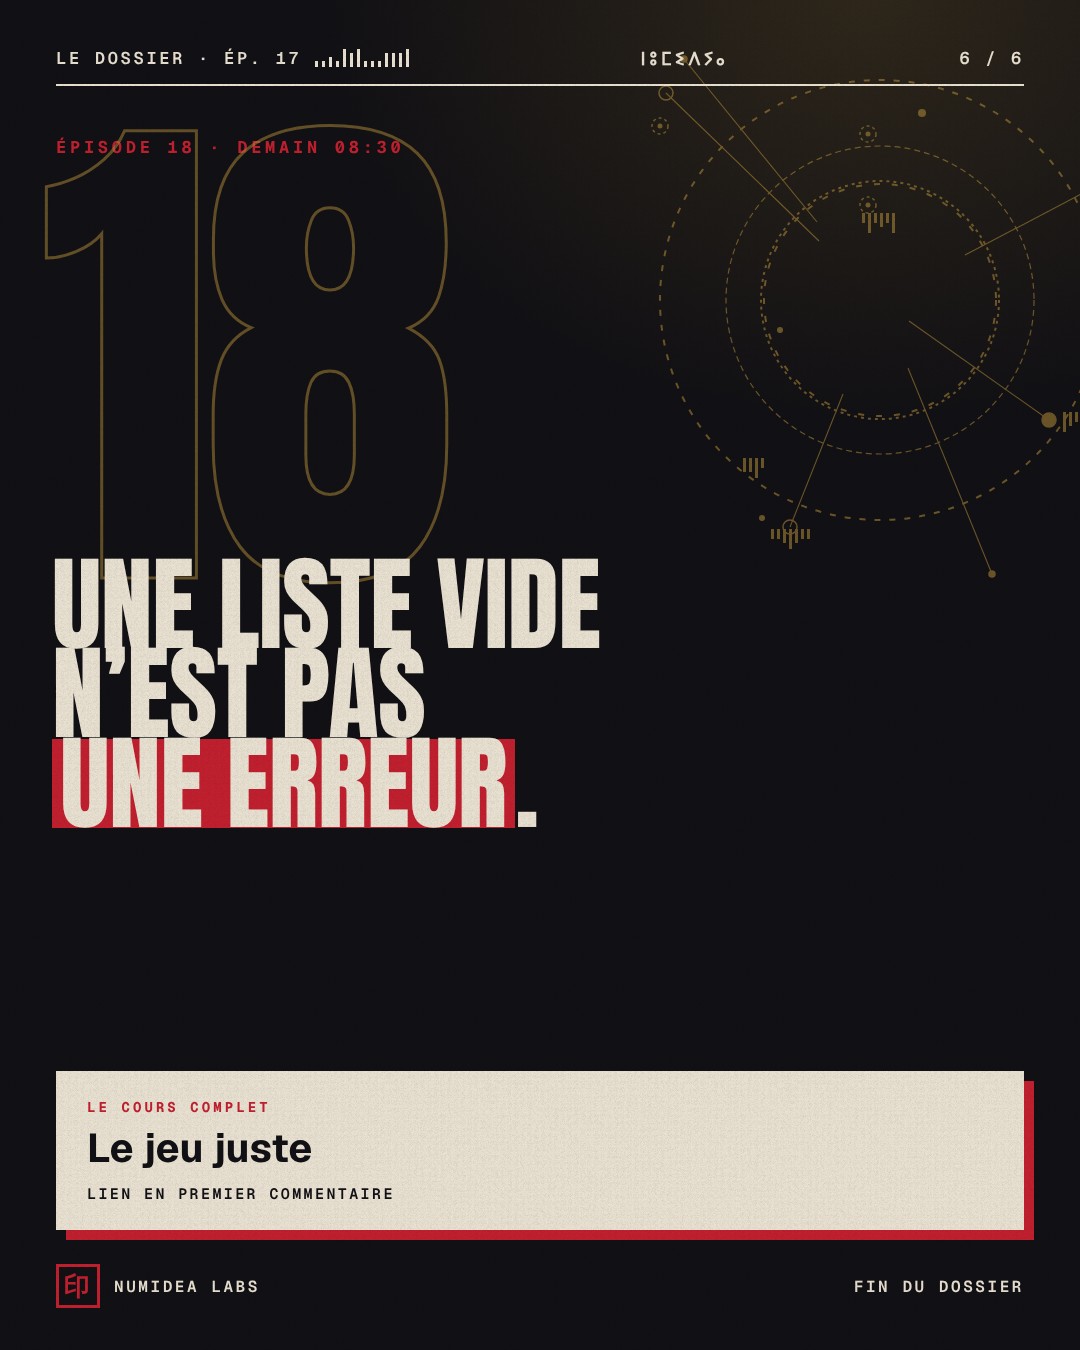 LE DOSSIER · ÉP. 17
ⵏⵓⵎⵉⴷⵢⴰ
6 / 6
ÉPISODE 18 · DEMAIN 08:30
18
UNE LISTE VIDE
N’EST PAS
UNE ERREUR.
LE COURS COMPLET
Le jeu juste
LIEN EN PREMIER COMMENTAIRE
印 NUMIDEA LABS
FIN DU DOSSIER